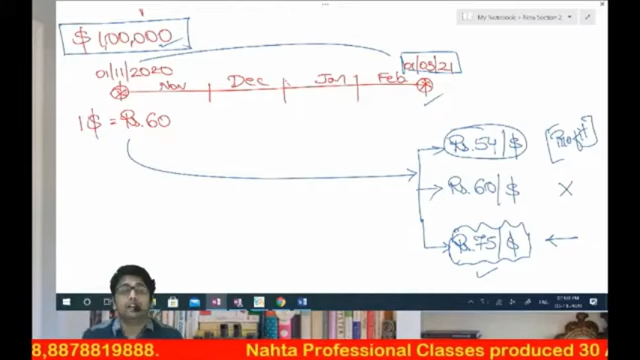 My Notebook > New Section 2
$ 1,00,000
01/11/2020
01/03/21
Nov Dec Jan Feb
1$ = Rs.60
Rs.54/$ [Profit]
Rs.60/$ X
Rs.75/$
8,8878819888. Nahta Professional Classes produced 30 A